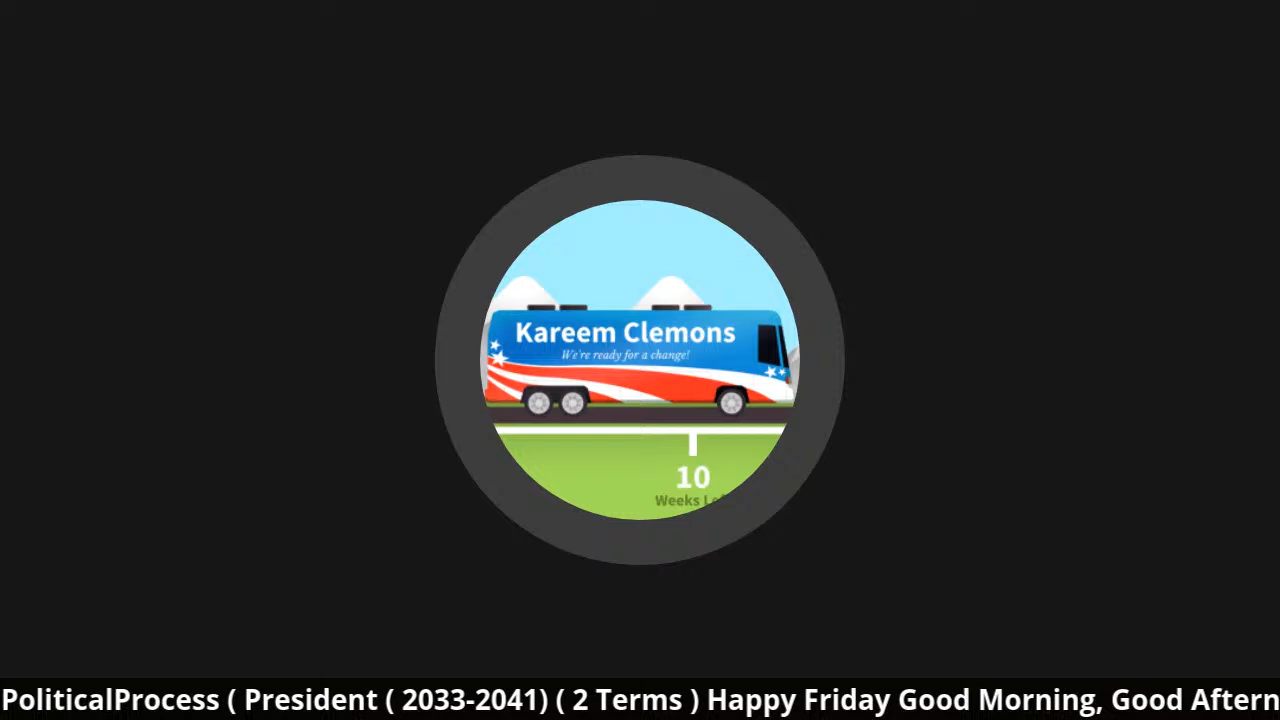 Kareem Clemons
We're ready for a change!
10
Weeks
PoliticalProcess ( President ( 2033-2041) ( 2 Terms ) Happy Friday Good Morning, Good Aftern